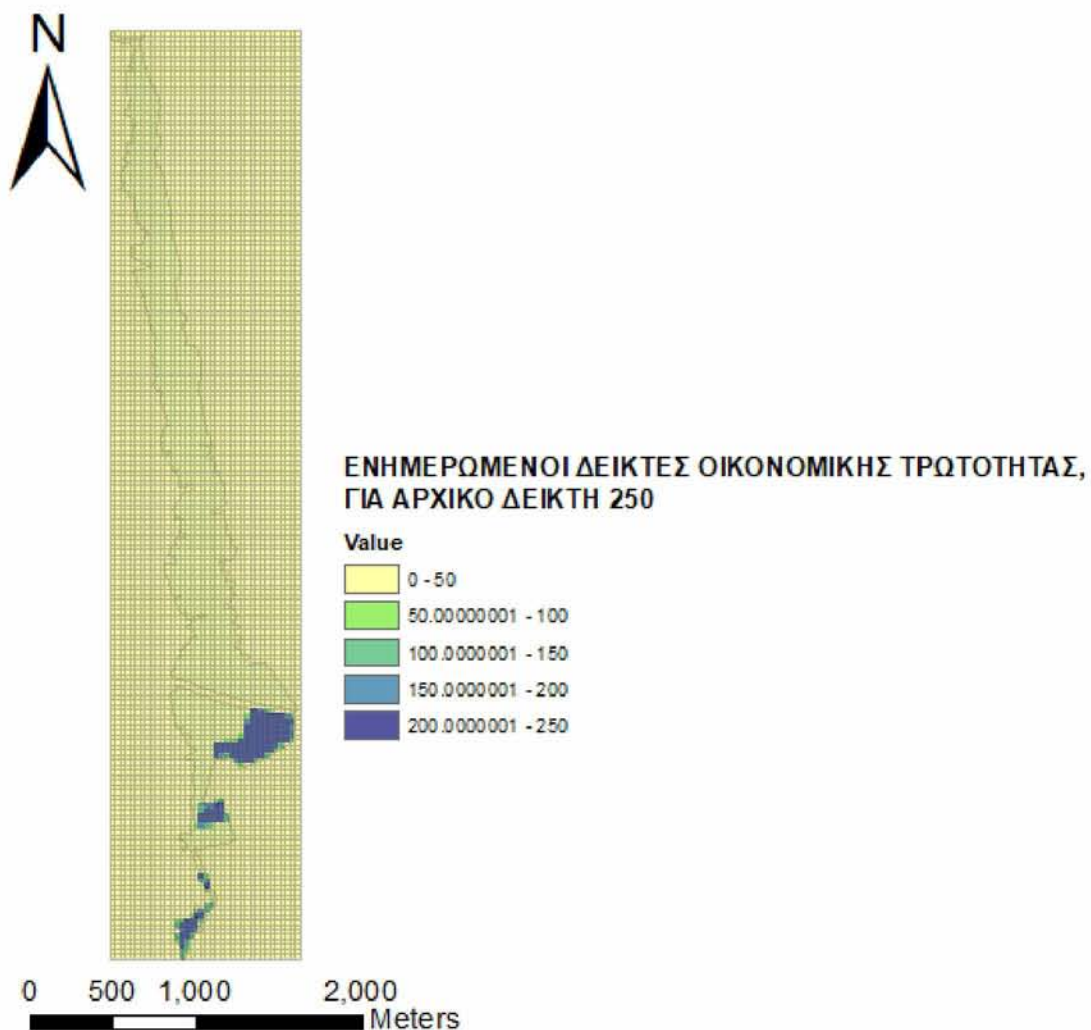 N
ΕΝΗΜΕΡΩΜΕΝΟΙ ΔΕΙΚΤΕΣ ΟΙΚΟΝΟΜΙΚΗΣ ΤΡΩΤΟΤΗΤΑΣ,
ΓΙΑ ΑΡΧΙΚΟ ΔΕΙΚΤΗ 250
Value
0 - 50
50.00000001 - 100
100.0000001 - 150
150.0000001 - 200
200.0000001 - 250
0 500 1,000 2,000
Meters